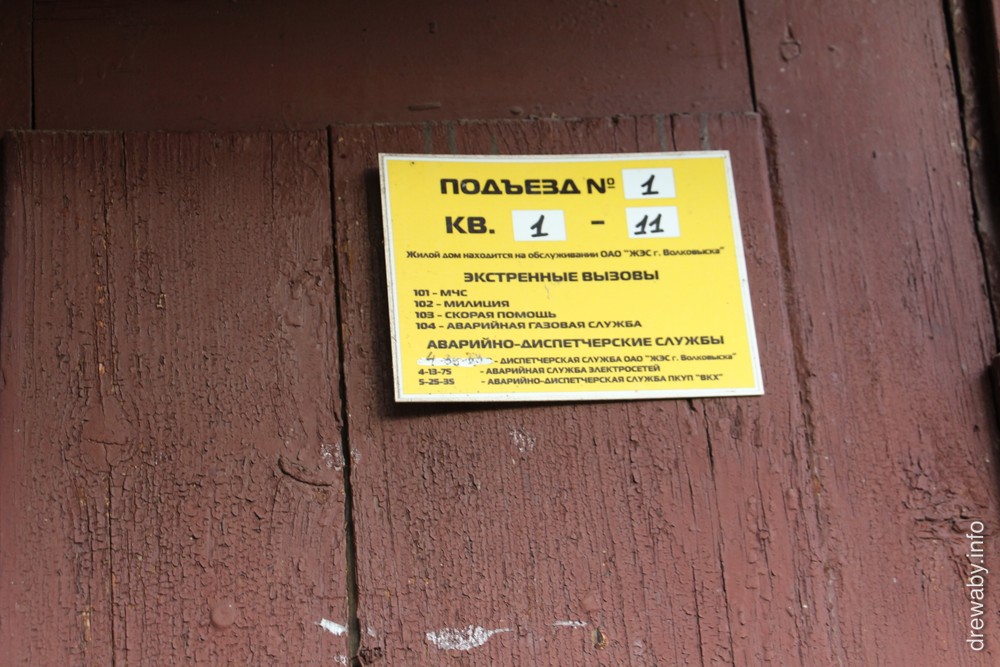 ПОДЪЕЗД № 1
КВ. 1 - 11
Жилой дом находится на обслуживании ОАО "ЖЭС г. Волковыска"
ЭКСТРЕННЫЕ ВЫЗОВЫ
101 - МЧС
102 - МИЛИЦИЯ
103 - СКОРАЯ ПОМОЩЬ
104 - АВАРИЙНАЯ ГАЗОВАЯ СЛУЖБА
АВАРИЙНО-ДИСПЕТЧЕРСКИЕ СЛУЖБЫ
- ДИСПЕТЧЕРСКАЯ СЛУЖБА ОАО "ЖЭС г. Волковыска"
4-13-75 - АВАРИЙНАЯ СЛУЖБА ЭЛЕКТРОСЕТЕЙ
5-25-35 - АВАРИЙНО-ДИСПЕТЧЕРСКАЯ СЛУЖБА ПКУП "ВКХ"
drewaby.info